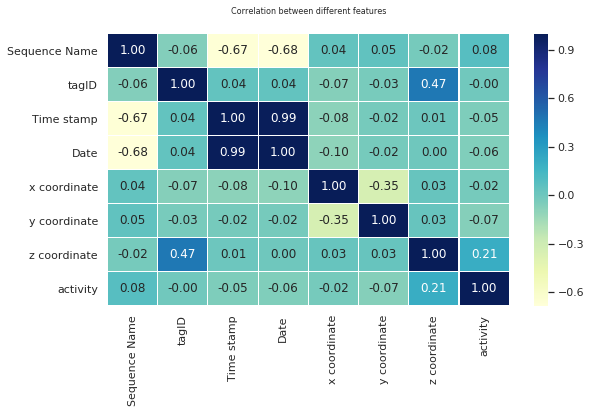 Correlation between different features
Sequence Name 1.00 -0.06 -0.67 -0.68 0.04 0.05 -0.02 0.08
tagID -0.06 1.00 0.04 0.04 -0.07 -0.03 0.47 -0.00
Time stamp -0.67 0.04 1.00 0.99 -0.08 -0.02 0.01 -0.05
Date -0.68 0.04 0.99 1.00 -0.10 -0.02 0.00 -0.06
x coordinate 0.04 -0.07 -0.08 -0.10 1.00 -0.35 0.03 -0.02
y coordinate 0.05 -0.03 -0.02 -0.02 -0.35 1.00 0.03 -0.07
z coordinate -0.02 0.47 0.01 0.00 0.03 0.03 1.00 0.21
activity 0.08 -0.00 -0.05 -0.06 -0.02 -0.07 0.21 1.00
Sequence Name
tagID
Time stamp
Date
x coordinate
y coordinate
z coordinate
activity
0.9
0.6
0.3
0.0
−0.3
−0.6